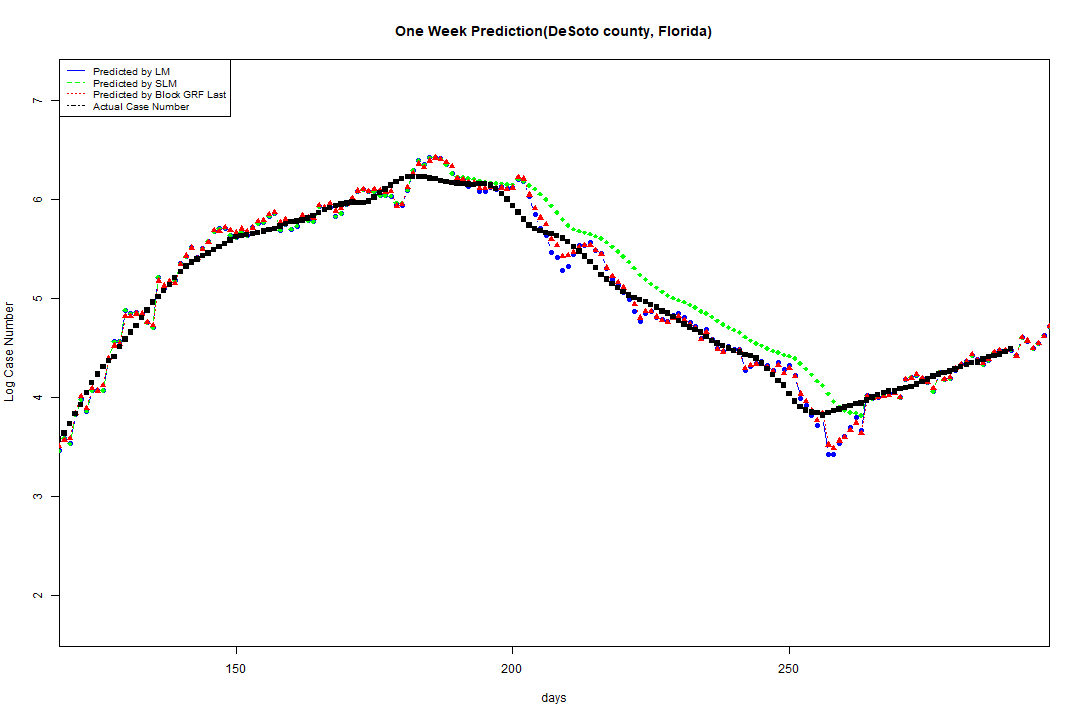 One Week Prediction(DeSoto county, Florida)
Predicted by LM
Predicted by SLM
Predicted by Block GRF Last
Actual Case Number
7
6
5
4
3
2
Log Case Number
150
200
250
days